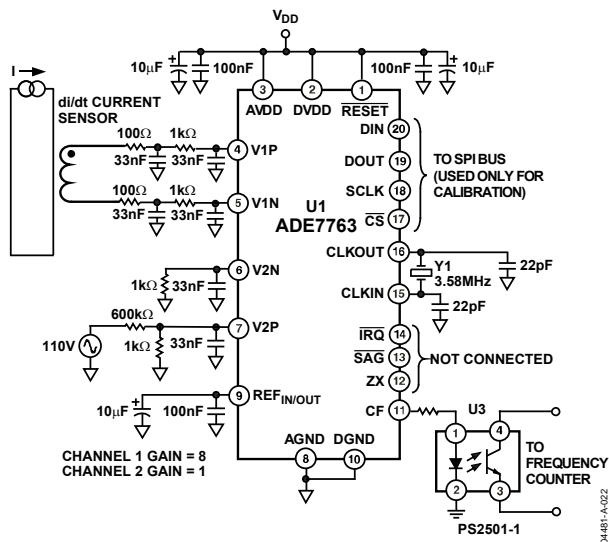 VDD
10µF
100nF
100nF
10µF
I
di/dt CURRENT
SENSOR
3
2
1
AVDD
DVDD
RESET
100Ω
1kΩ
33nF
33nF
4
V1P
100Ω
1kΩ
33nF
33nF
5
V1N
U1
ADE7763
DIN
20
DOUT
19
SCLK
18
CS
17
TO SPI BUS
(USED ONLY FOR
CALIBRATION)
CLKOUT
16
Y1
3.58MHz
22pF
CLKIN
15
22pF
6
V2N
1kΩ
33nF
600kΩ
7
V2P
110V
1kΩ
33nF
IRQ
14
SAG
13
ZX
12
NOT CONNECTED
9
REFIN/OUT
10µF
100nF
CF
11
U3
1
4
2
3
TO
FREQUENCY
COUNTER
PS2501-1
AGND
DGND
8
10
CHANNEL 1 GAIN = 8
CHANNEL 2 GAIN = 1
04481-A-022